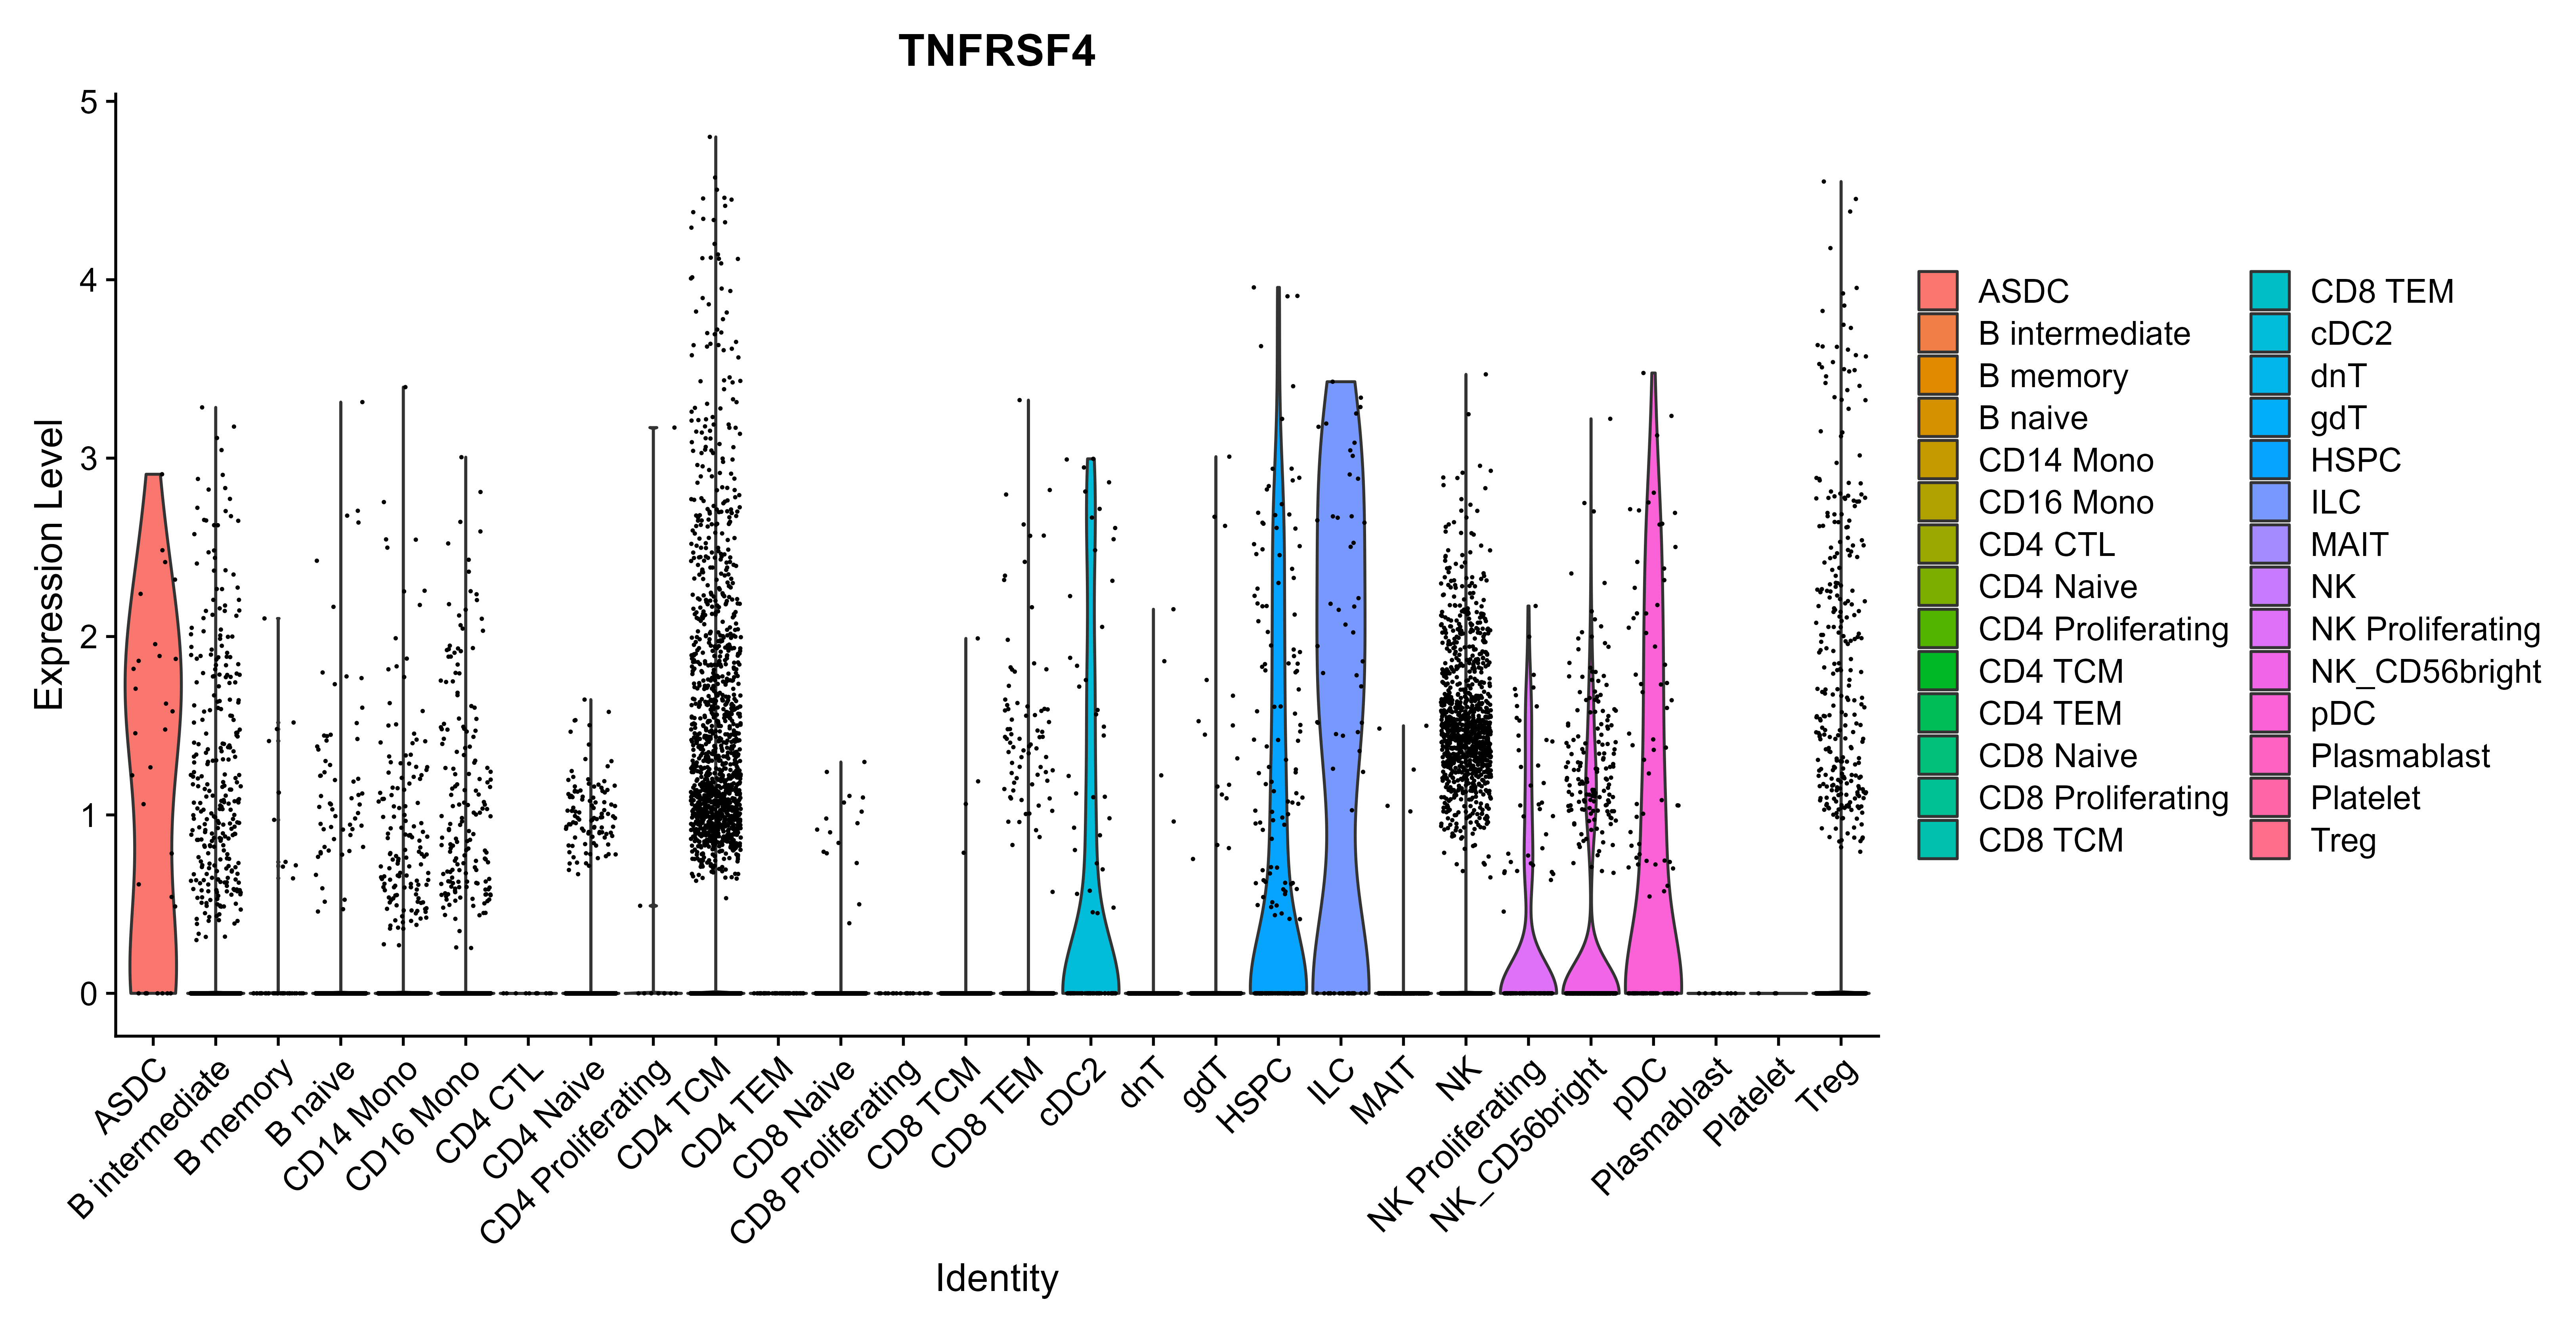 TNFRSF4
Expression Level
5
4
3
2
1
0
ASDC
B intermediate
B memory
B naive
CD14 Mono
CD16 Mono
CD4 CTL
CD4 Naive
CD4 Proliferating
CD4 TCM
CD4 TEM
CD8 Naive
CD8 Proliferating
CD8 TCM
CD8 TEM
cDC2
dnT
gdT
HSPC
ILC
MAIT
NK
NK Proliferating
NK_CD56bright
pDC
Plasmablast
Platelet
Treg
Identity
ASDC
B intermediate
B memory
B naive
CD14 Mono
CD16 Mono
CD4 CTL
CD4 Naive
CD4 Proliferating
CD4 TCM
CD4 TEM
CD8 Naive
CD8 Proliferating
CD8 TCM
CD8 TEM
cDC2
dnT
gdT
HSPC
ILC
MAIT
NK
NK Proliferating
NK_CD56bright
pDC
Plasmablast
Platelet
Treg